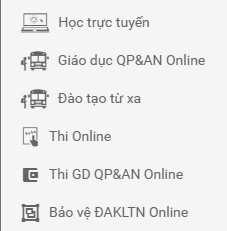 Học trực tuyến
Giáo dục QP&AN Online
Đào tạo từ xa
Thi Online
Thi GD QP&AN Online
Bảo vệ ĐAKLTN Online